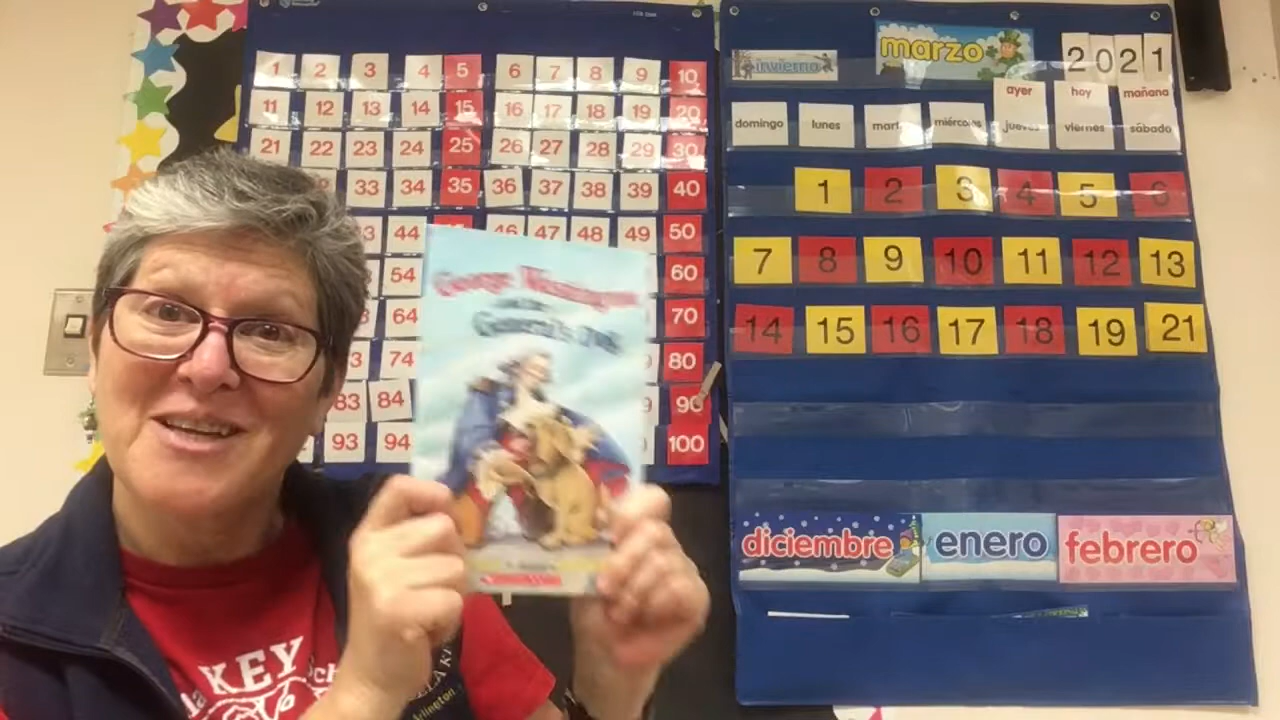 1 2 3 4 5 6 7 8 9 10
11 12 13 14 15 16 17 18 19 20
21 22 23 24 25 26 27 28 29 30
33 34 35 36 37 38 39 40
44 46 47 48 49 50
54 60
64 70
74 80
83 84 90
93 94 100
George Washington
General's Dog
KEY
Arlington
invierno
marzo
2021
ayer hoy mañana
domingo lunes miércoles jueves viernes sábado
1 2 3 4 5 6
7 8 9 10 11 12 13
14 15 16 17 18 19 21
diciembre enero febrero